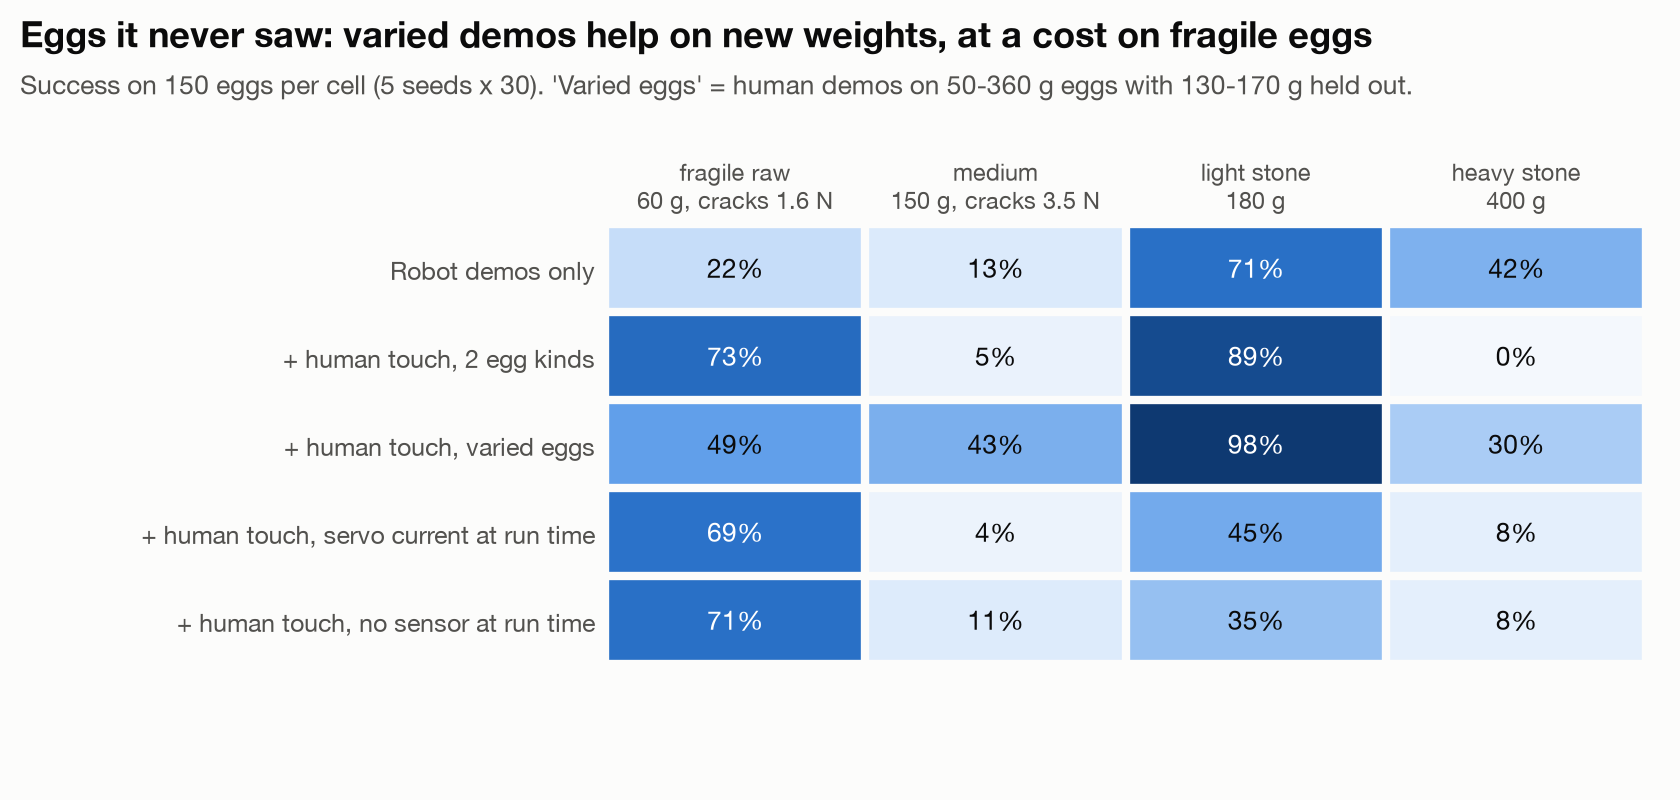 Eggs it never saw: varied demos help on new weights, at a cost on fragile eggs
Success on 150 eggs per cell (5 seeds x 30). 'Varied eggs' = human demos on 50-360 g eggs with 130-170 g held out.
fragile raw medium light stone heavy stone
60 g, cracks 1.6 N 150 g, cracks 3.5 N 180 g 400 g
Robot demos only 22% 13% 71% 42%
+ human touch, 2 egg kinds 73% 5% 89% 0%
+ human touch, varied eggs 49% 43% 98% 30%
+ human touch, servo current at run time 69% 4% 45% 8%
+ human touch, no sensor at run time 71% 11% 35% 8%